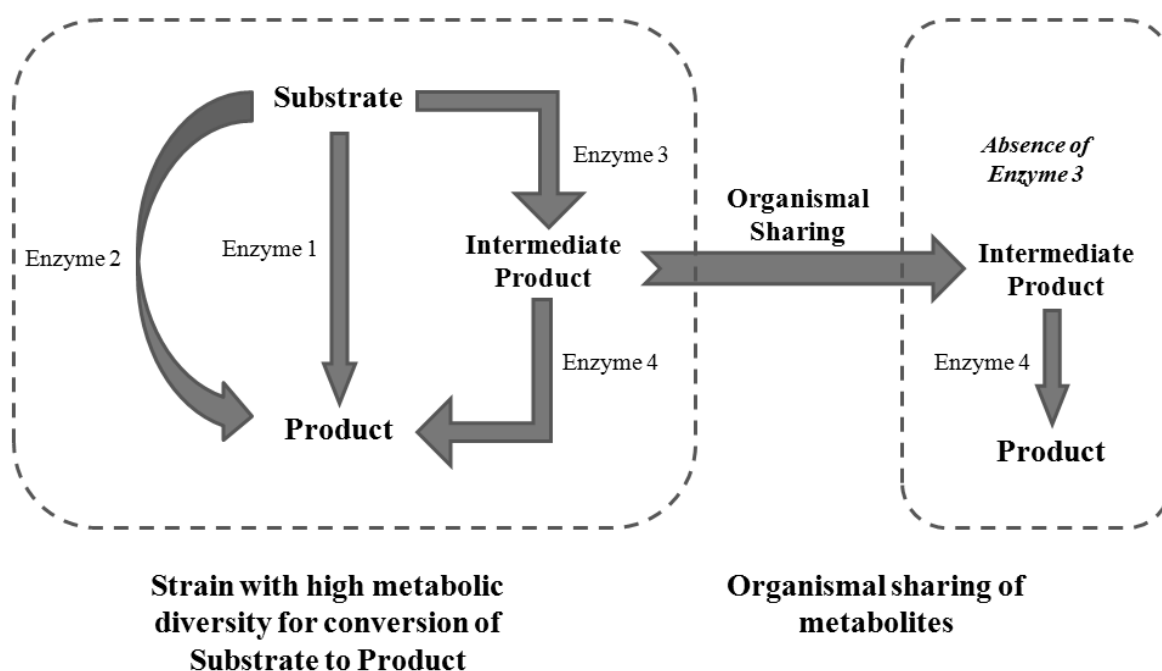 Substrate
Enzyme 3
Enzyme 2
Enzyme 1
Intermediate
Product
Enzyme 4
Product
Organismal
Sharing
Absence of
Enzyme 3
Intermediate
Product
Enzyme 4
Product
Strain with high metabolic
diversity for conversion of
Substrate to Product
Organismal sharing of
metabolites